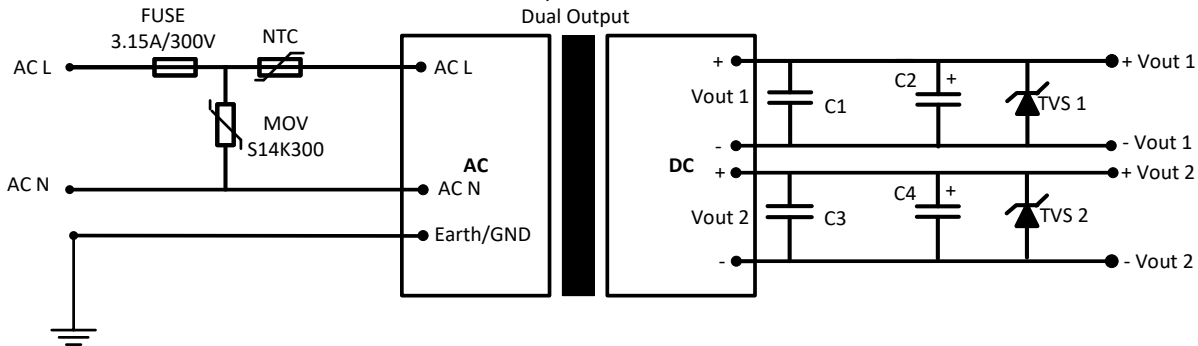 Dual Output
FUSE
3.15A/300V
NTC
AC L
AC L
MOV
S14K300
AC
AC N
AC N
Earth/GND
DC
+
Vout 1
-
+
Vout 2
-
C1
C2
+
TVS 1
C3
C4
+
TVS 2
+ Vout 1
- Vout 1
+ Vout 2
- Vout 2